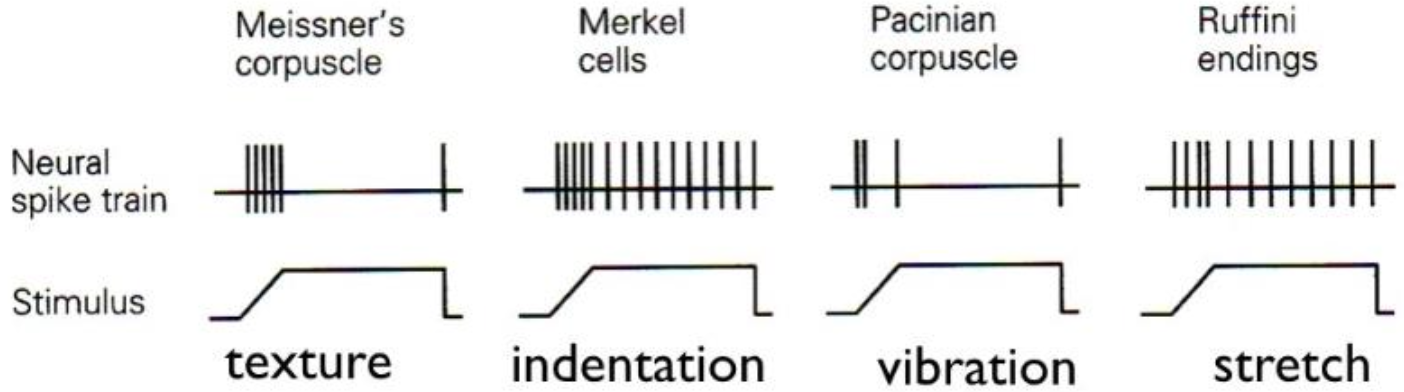 Meissner's corpuscle
Merkel cells
Pacinian corpuscle
Ruffini endings
Neural spike train
Stimulus
texture
indentation
vibration
stretch